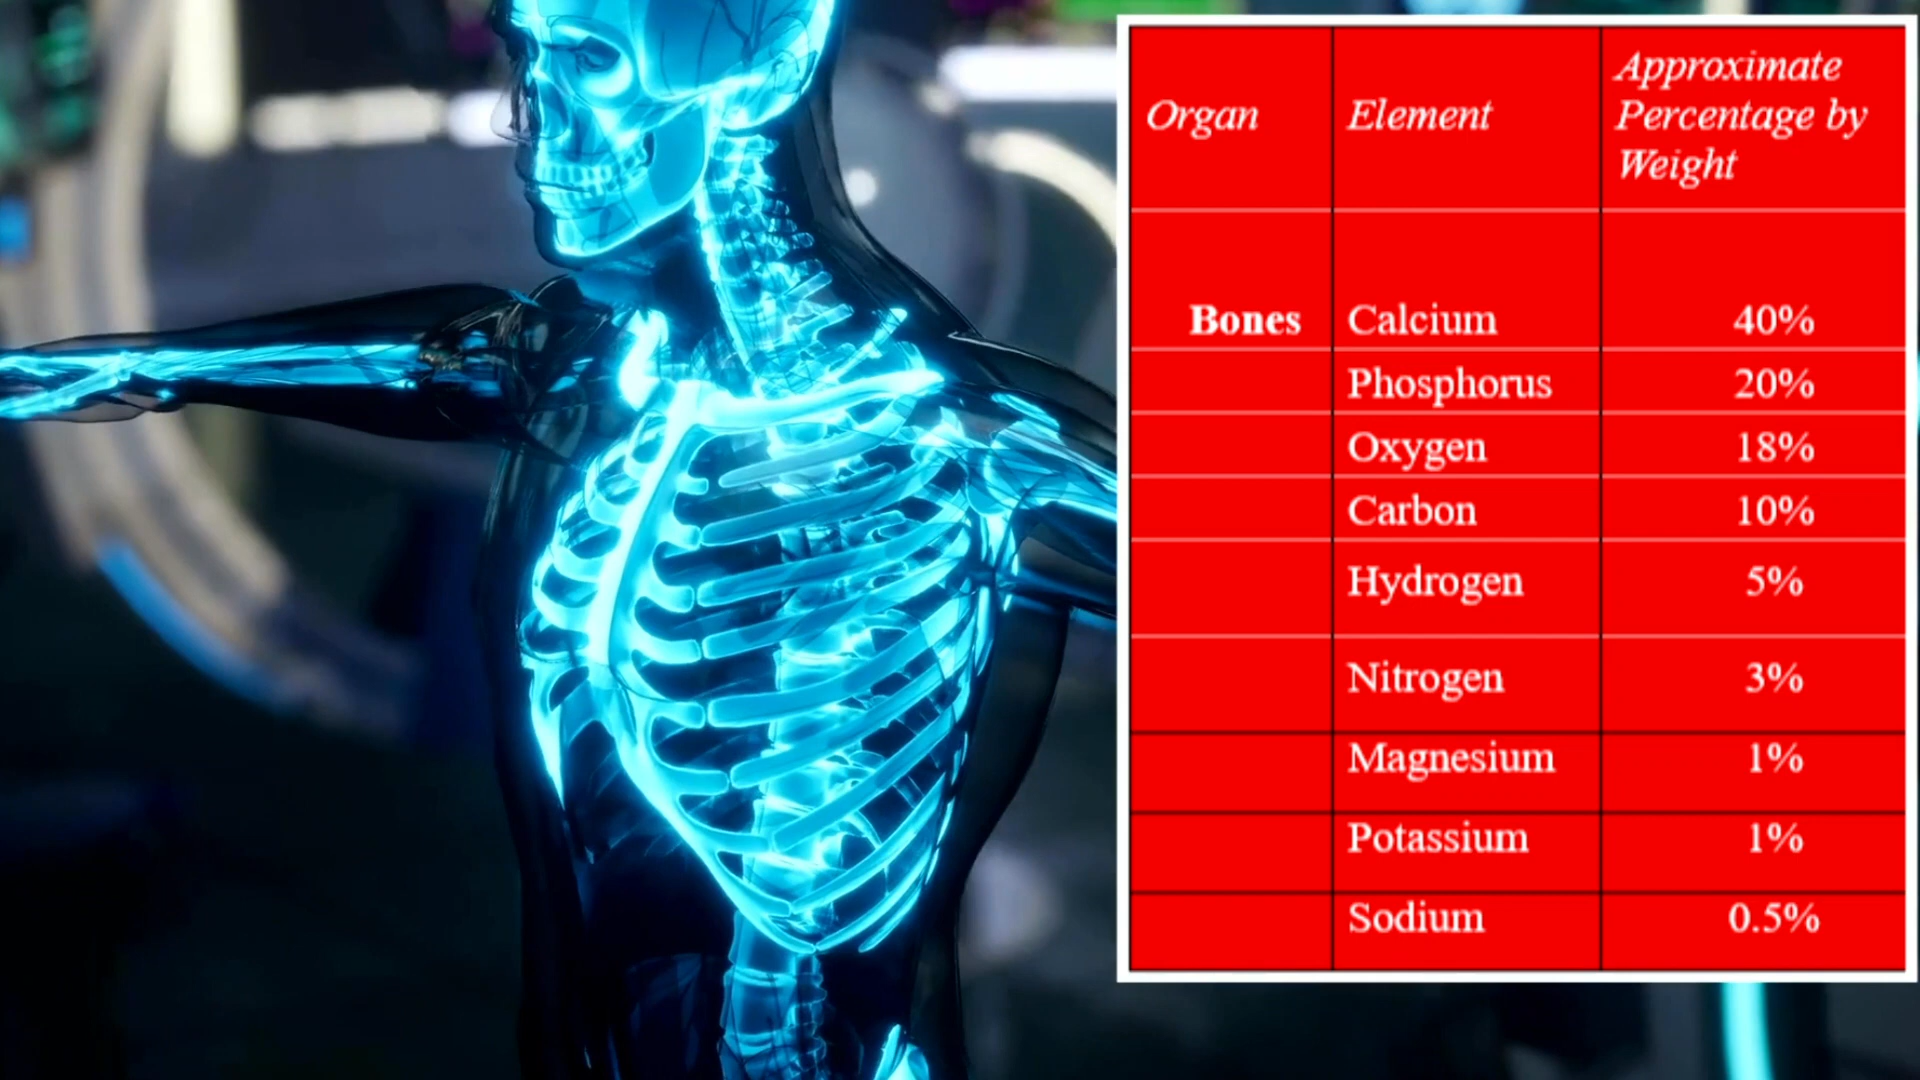 Organ Element Approximate Percentage by Weight
Bones Calcium 40%
Phosphorus 20%
Oxygen 18%
Carbon 10%
Hydrogen 5%
Nitrogen 3%
Magnesium 1%
Potassium 1%
Sodium 0.5%